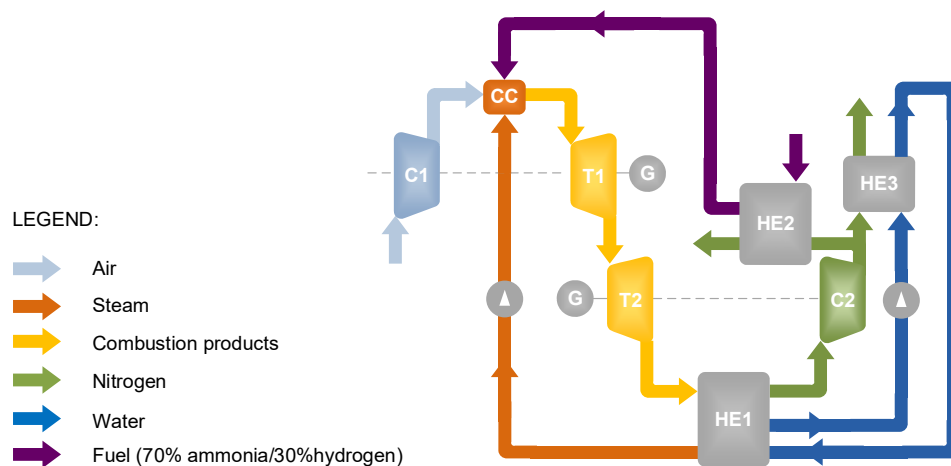 CC
C1
T1
G
HE3
HE2
LEGEND:
Air
G
T2
C2
Steam
Combustion products
Nitrogen
HE1
Water
Fuel (70% ammonia/30%hydrogen)